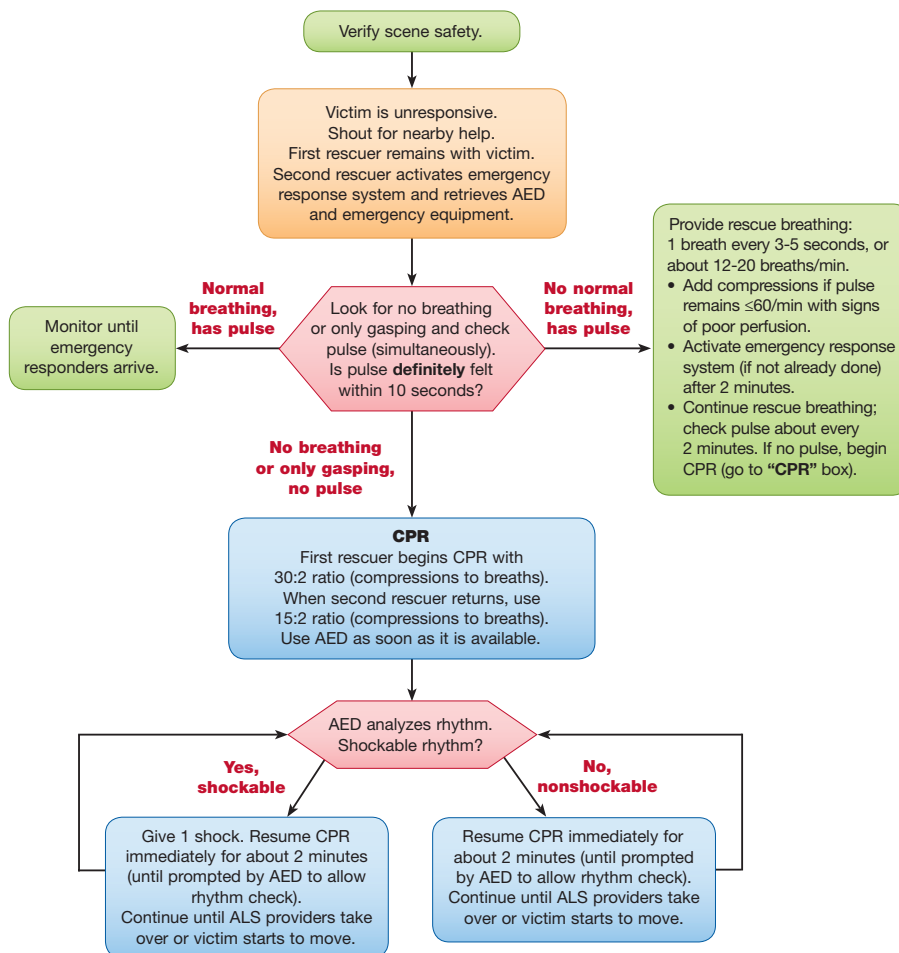 Verify scene safety.
Victim is unresponsive.
Shout for nearby help.
First rescuer remains with victim.
Second rescuer activates emergency
response system and retrieves AED
and emergency equipment.
Normal
breathing,
has pulse
Monitor until
emergency
responders arrive.
Look for no breathing
or only gasping and check
pulse (simultaneously).
Is pulse definitely felt
within 10 seconds?
No normal
breathing,
has pulse
Provide rescue breathing:
1 breath every 3-5 seconds, or
about 12-20 breaths/min.
• Add compressions if pulse
remains ≤60/min with signs
of poor perfusion.
• Activate emergency response
system (if not already done)
after 2 minutes.
• Continue rescue breathing;
check pulse about every
2 minutes. If no pulse, begin
CPR (go to “CPR” box).
No breathing
or only gasping,
no pulse
CPR
First rescuer begins CPR with
30:2 ratio (compressions to breaths).
When second rescuer returns, use
15:2 ratio (compressions to breaths).
Use AED as soon as it is available.
AED analyzes rhythm.
Shockable rhythm?
Yes,
shockable
No,
nonshockable
Give 1 shock. Resume CPR
immediately for about 2 minutes
(until prompted by AED to allow
rhythm check).
Continue until ALS providers take
over or victim starts to move.
Resume CPR immediately for
about 2 minutes (until prompted
by AED to allow rhythm check).
Continue until ALS providers take
over or victim starts to move.